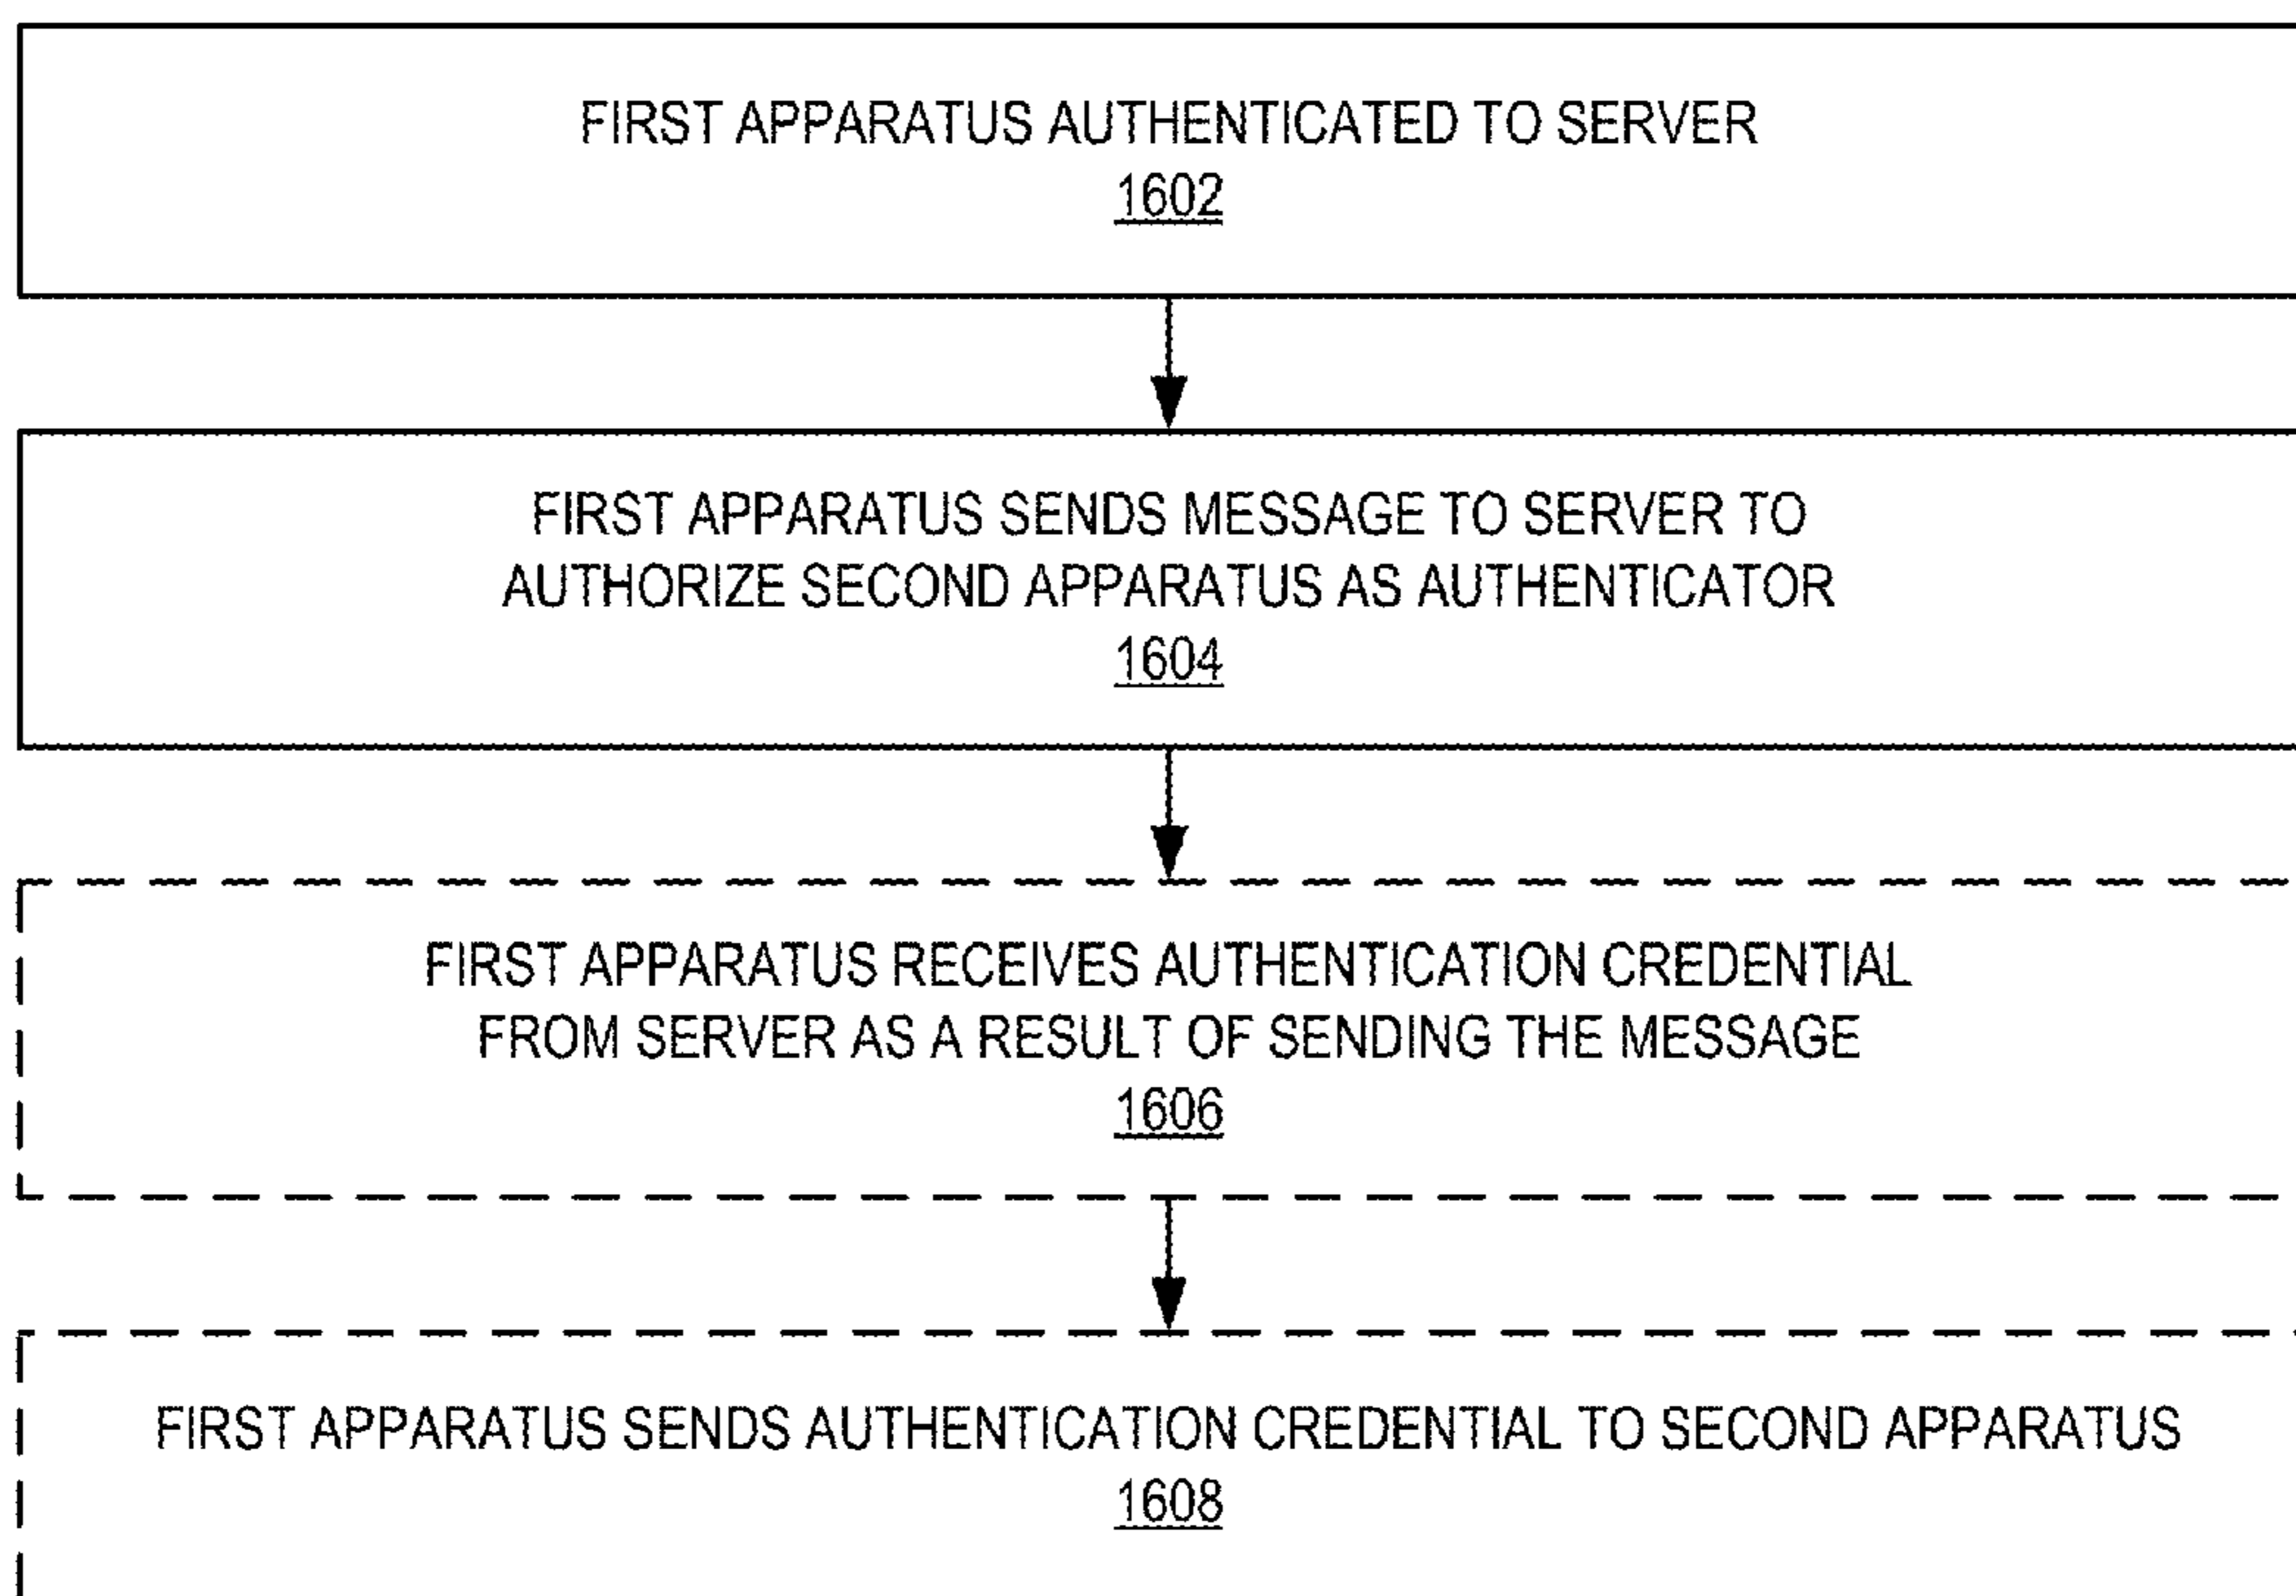 FIRST APPARATUS AUTHENTICATED TO SERVER
1602
FIRST APPARATUS SENDS MESSAGE TO SERVER TO
AUTHORIZE SECOND APPARATUS AS AUTHENTICATOR
1604
FIRST APPARATUS RECEIVES AUTHENTICATION CREDENTIAL
FROM SERVER AS A RESULT OF SENDING THE MESSAGE
1606
FIRST APPARATUS SENDS AUTHENTICATION CREDENTIAL TO SECOND APPARATUS
1608